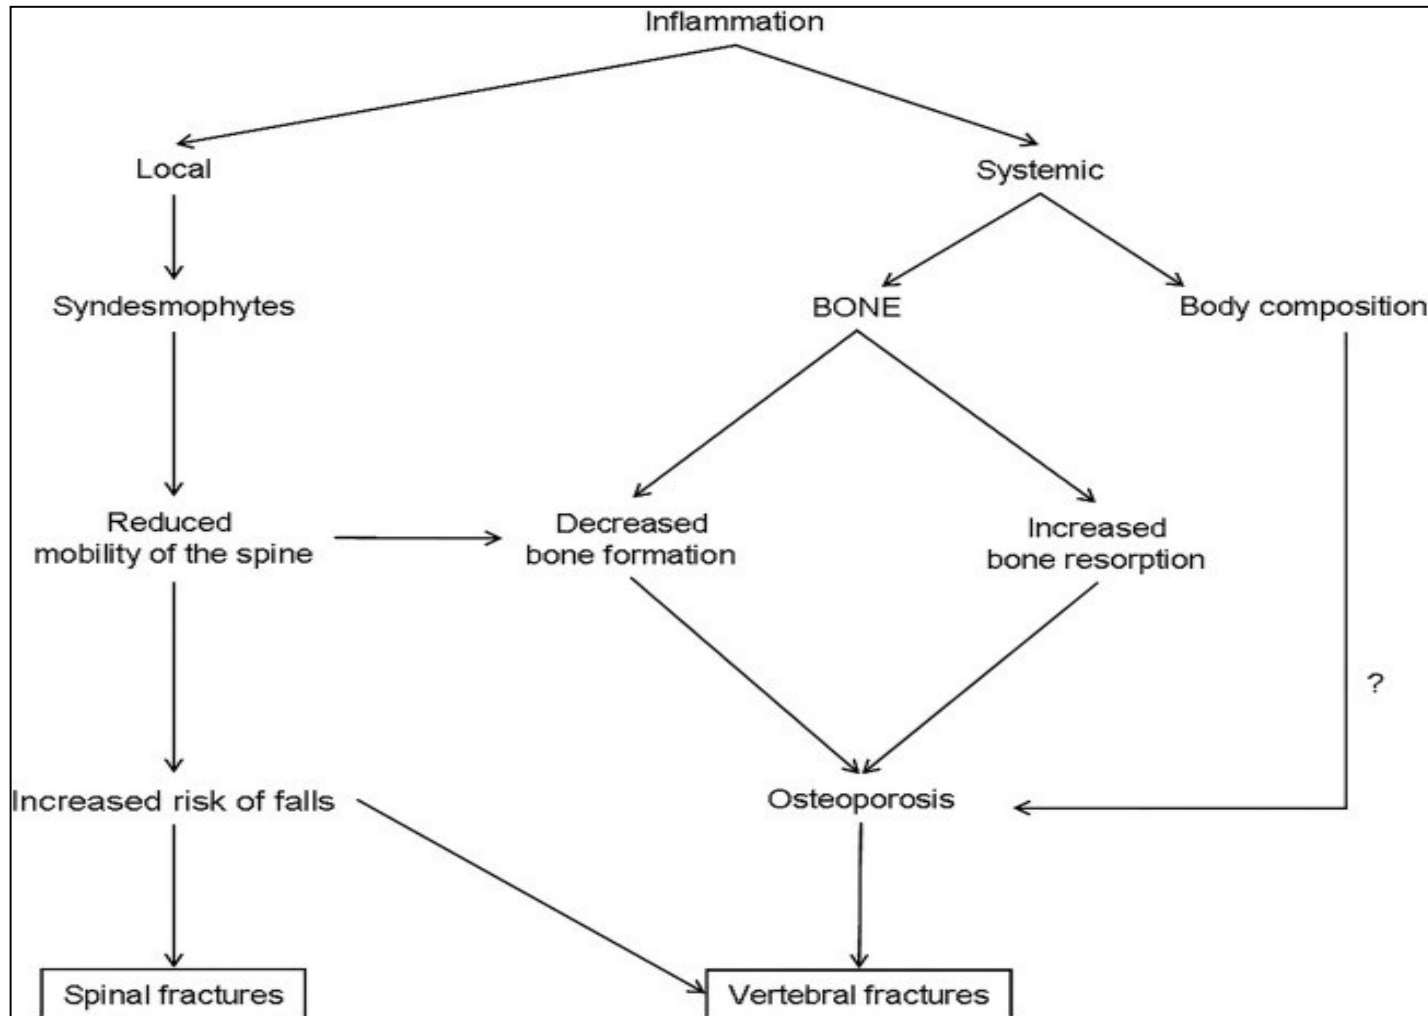 Inflammation
Local
Systemic
Syndesmophytes
BONE
Body composition
Reduced
mobility of the spine
Decreased
bone formation
Increased
bone resorption
?
Increased risk of falls
Osteoporosis
Spinal fractures
Vertebral fractures